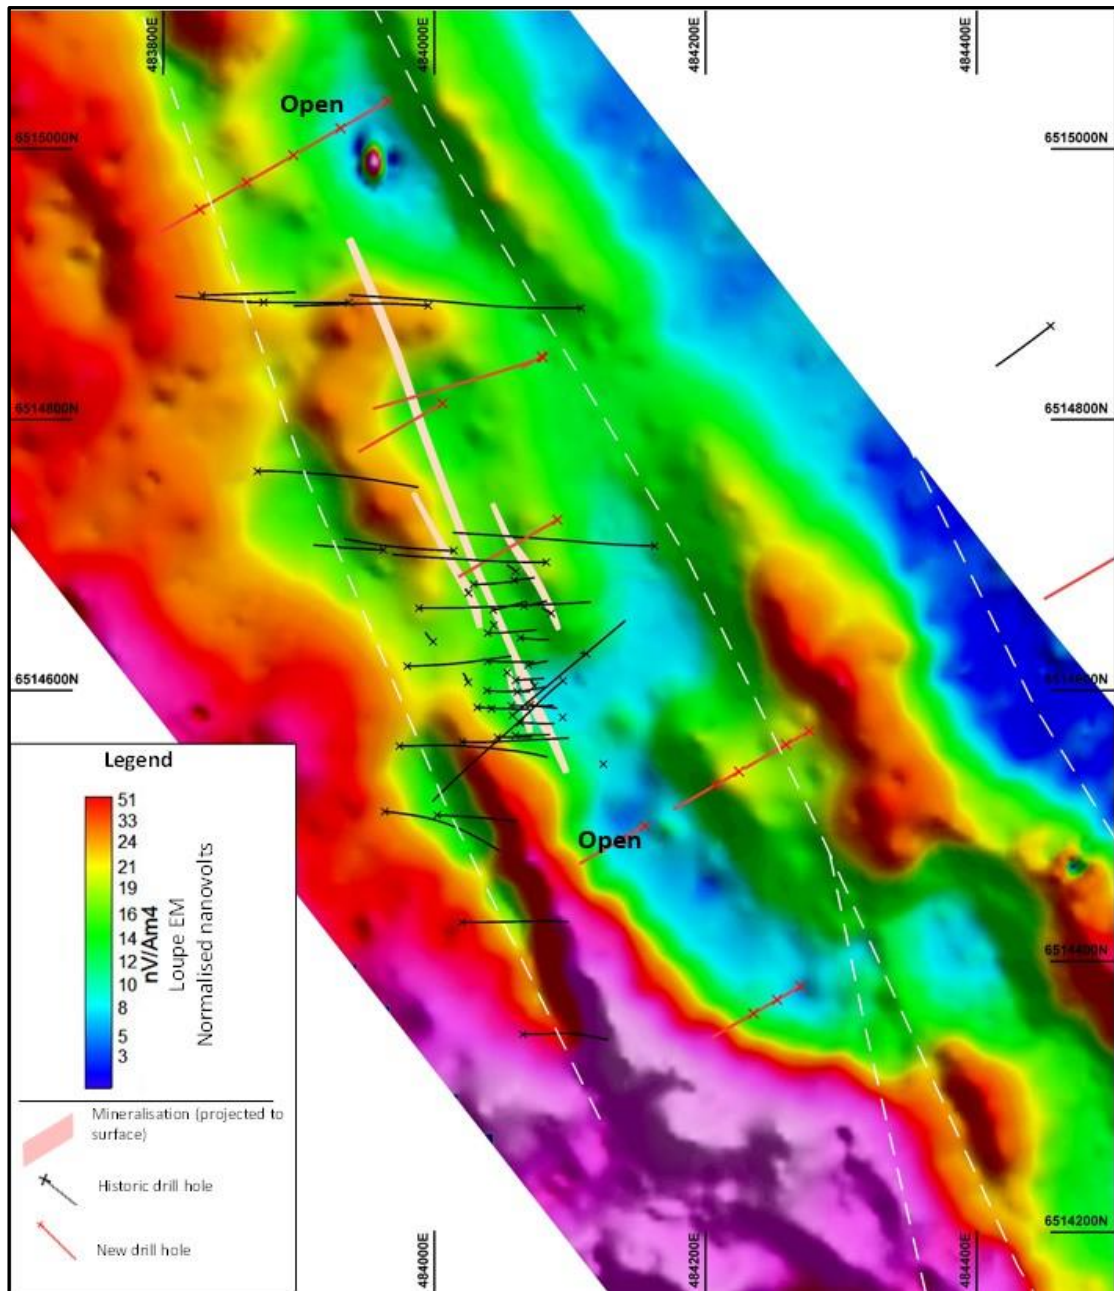 483800E
484000E
484200E
484400E
Open
6515000N
6515000N
6514800N
6514800N
6514600N
6514600N
Open
Legend
51
33
24
21
19
16
14
12
10
8
5
3
nV/Am4
Loupe EM
Normalised nanovolts
Mineralisation (projected to
surface)
Historic drill hole
New drill hole
6514400N
6514200N
484000E
484200E
484400E